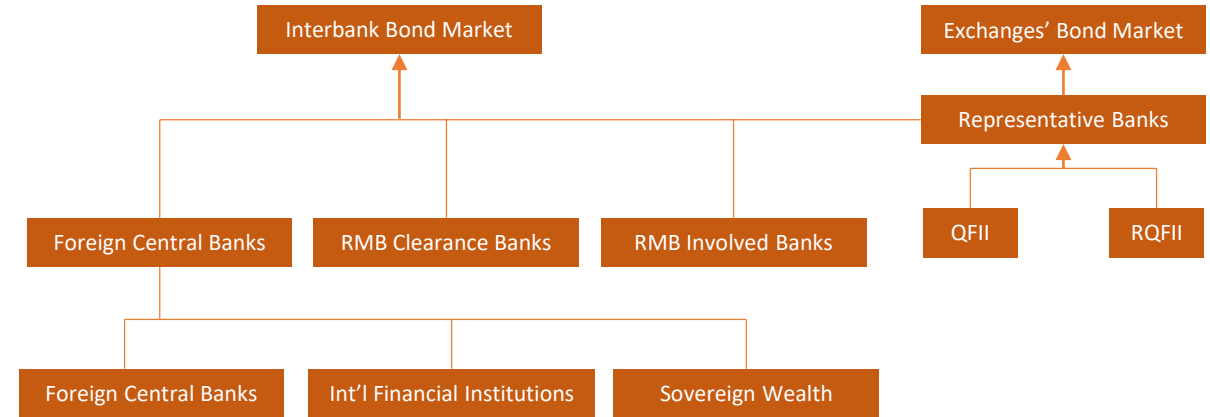 Interbank Bond Market
Exchanges’ Bond Market
Representative Banks
Foreign Central Banks
RMB Clearance Banks
RMB Involved Banks
QFII
RQFII
Foreign Central Banks
Int’l Financial Institutions
Sovereign Wealth